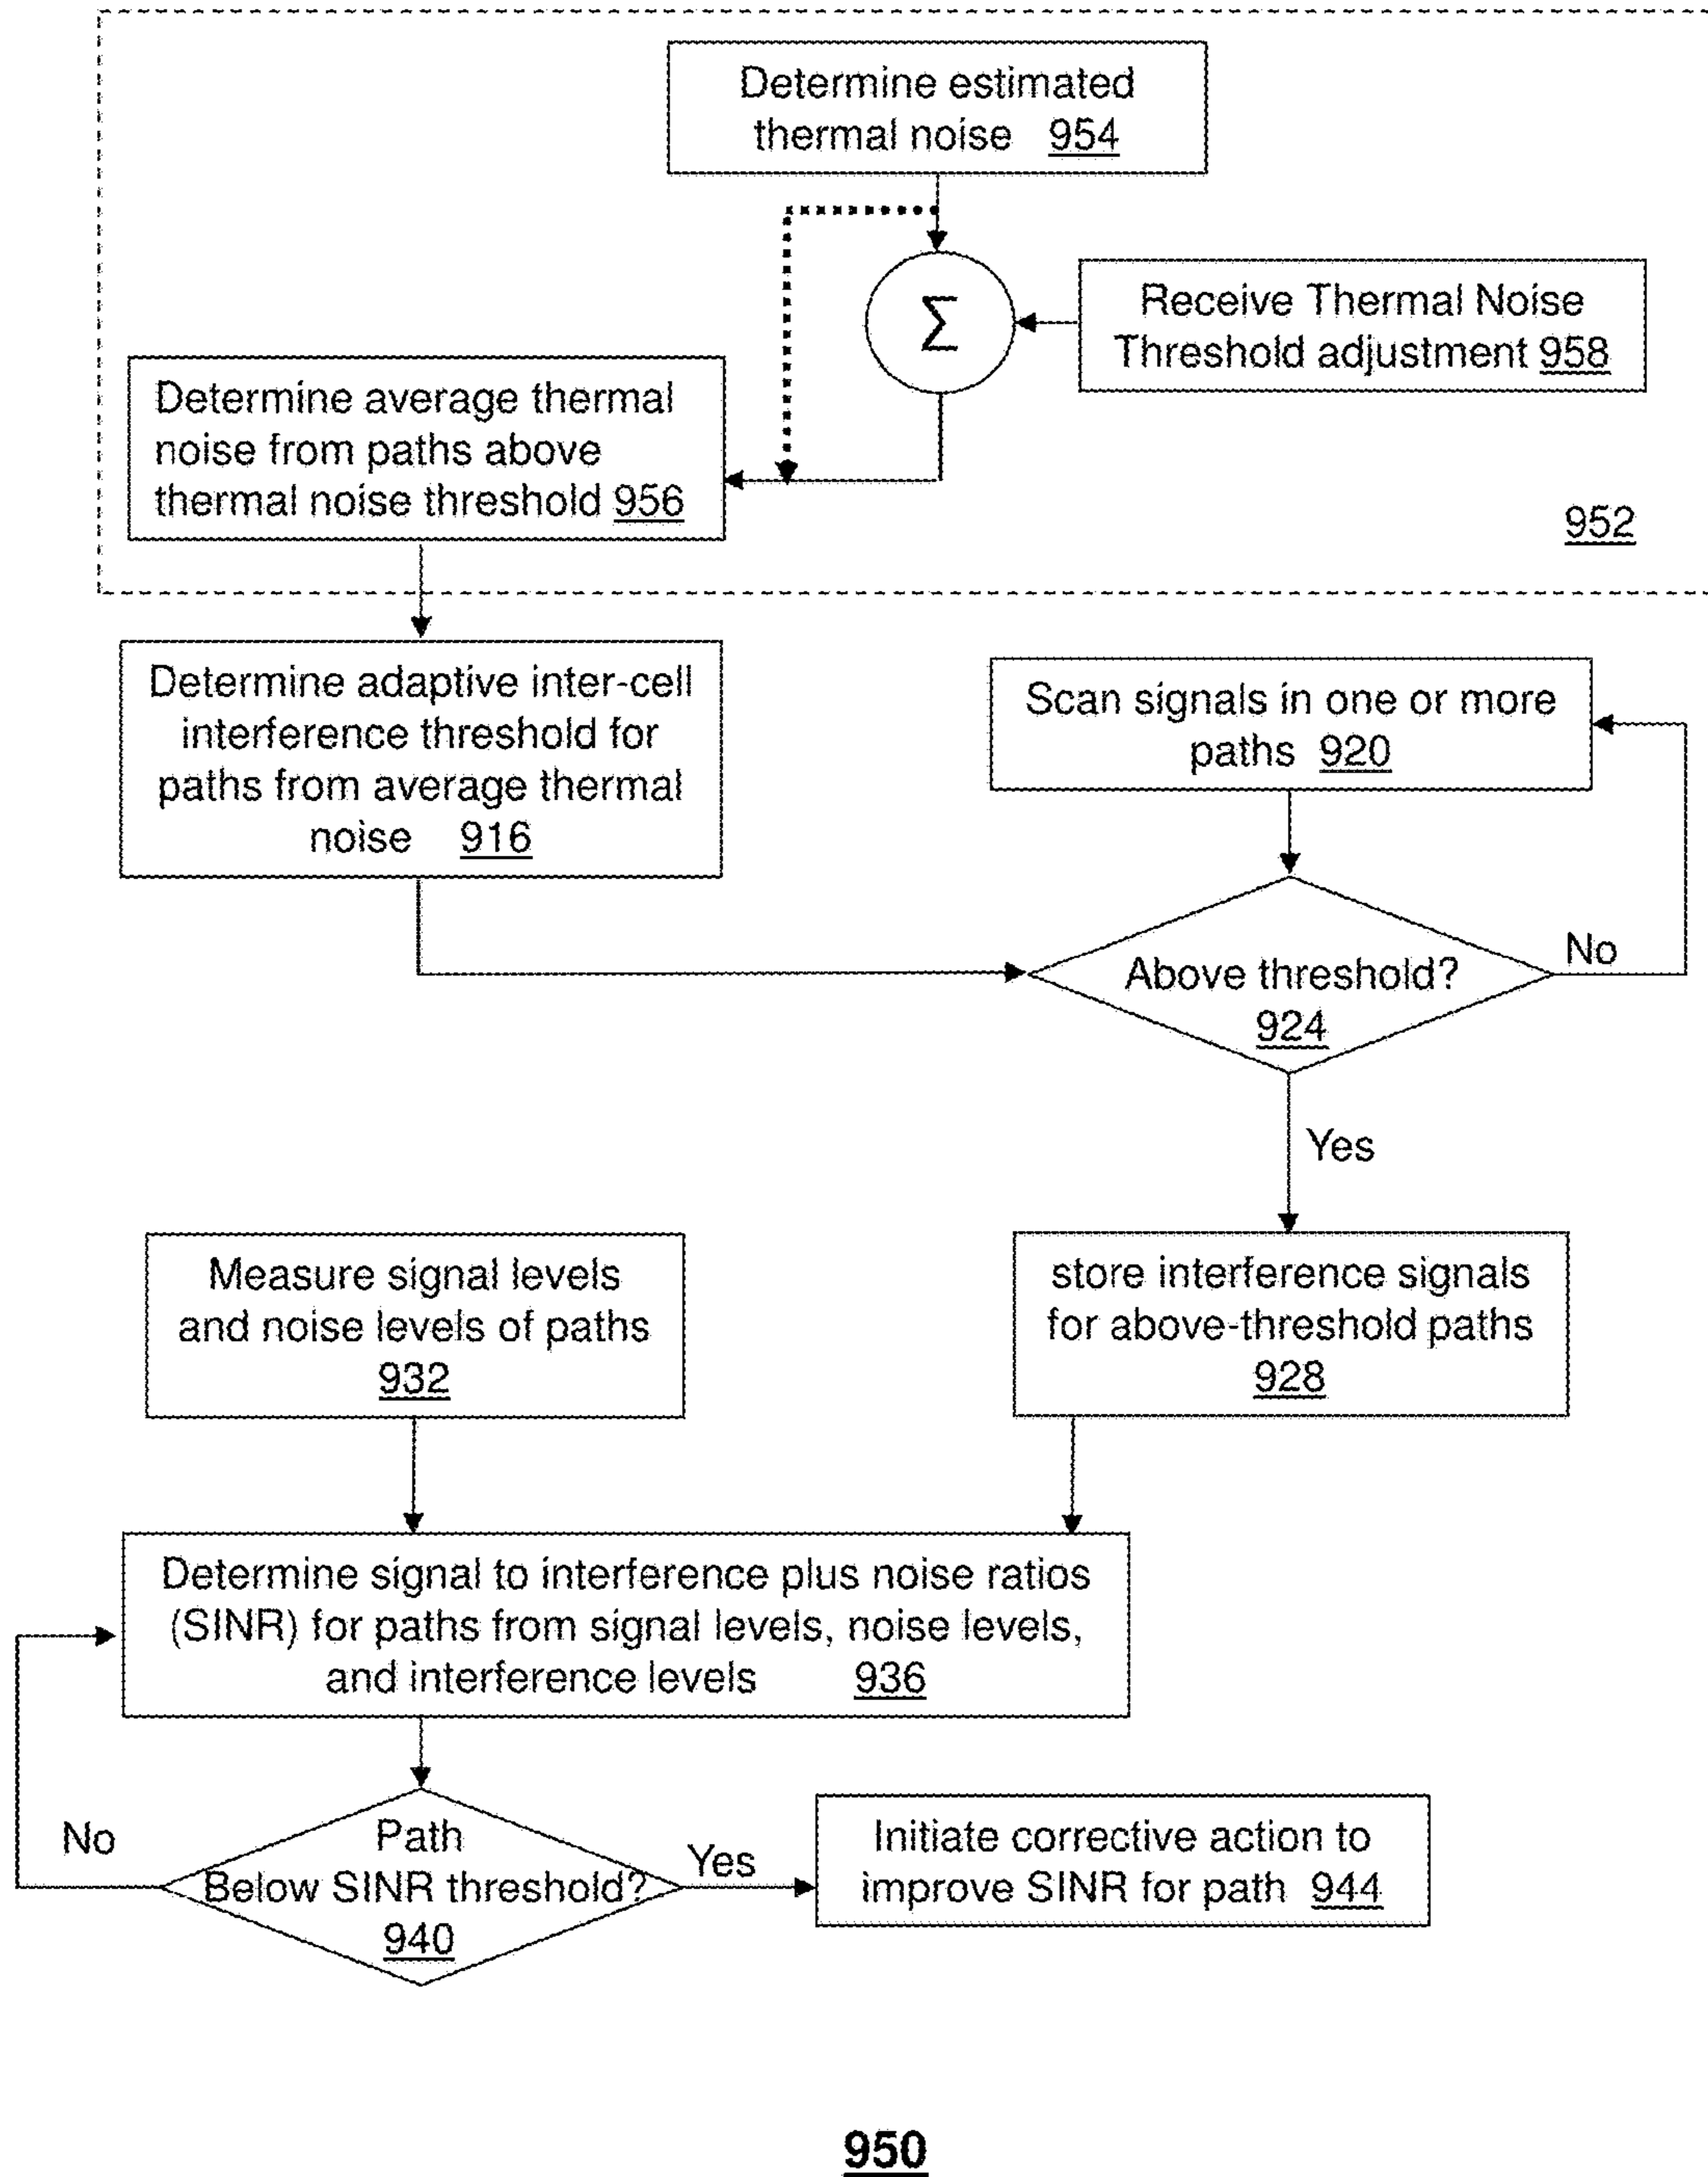 Determine estimated
thermal noise 954
Σ
Receive Thermal Noise
Threshold adjustment 958
Determine average thermal
noise from paths above
thermal noise threshold 956
952
Determine adaptive inter-cell
interference threshold for
paths from average thermal
noise 916
Scan signals in one or more
paths 920
Above threshold?
924
No
Yes
Measure signal levels
and noise levels of paths
932
store interference signals
for above-threshold paths
928
Determine signal to interference plus noise ratios
(SINR) for paths from signal levels, noise levels,
and interference levels 936
No
Path
Below SINR threshold?
940
Yes
Initiate corrective action to
improve SINR for path 944
950